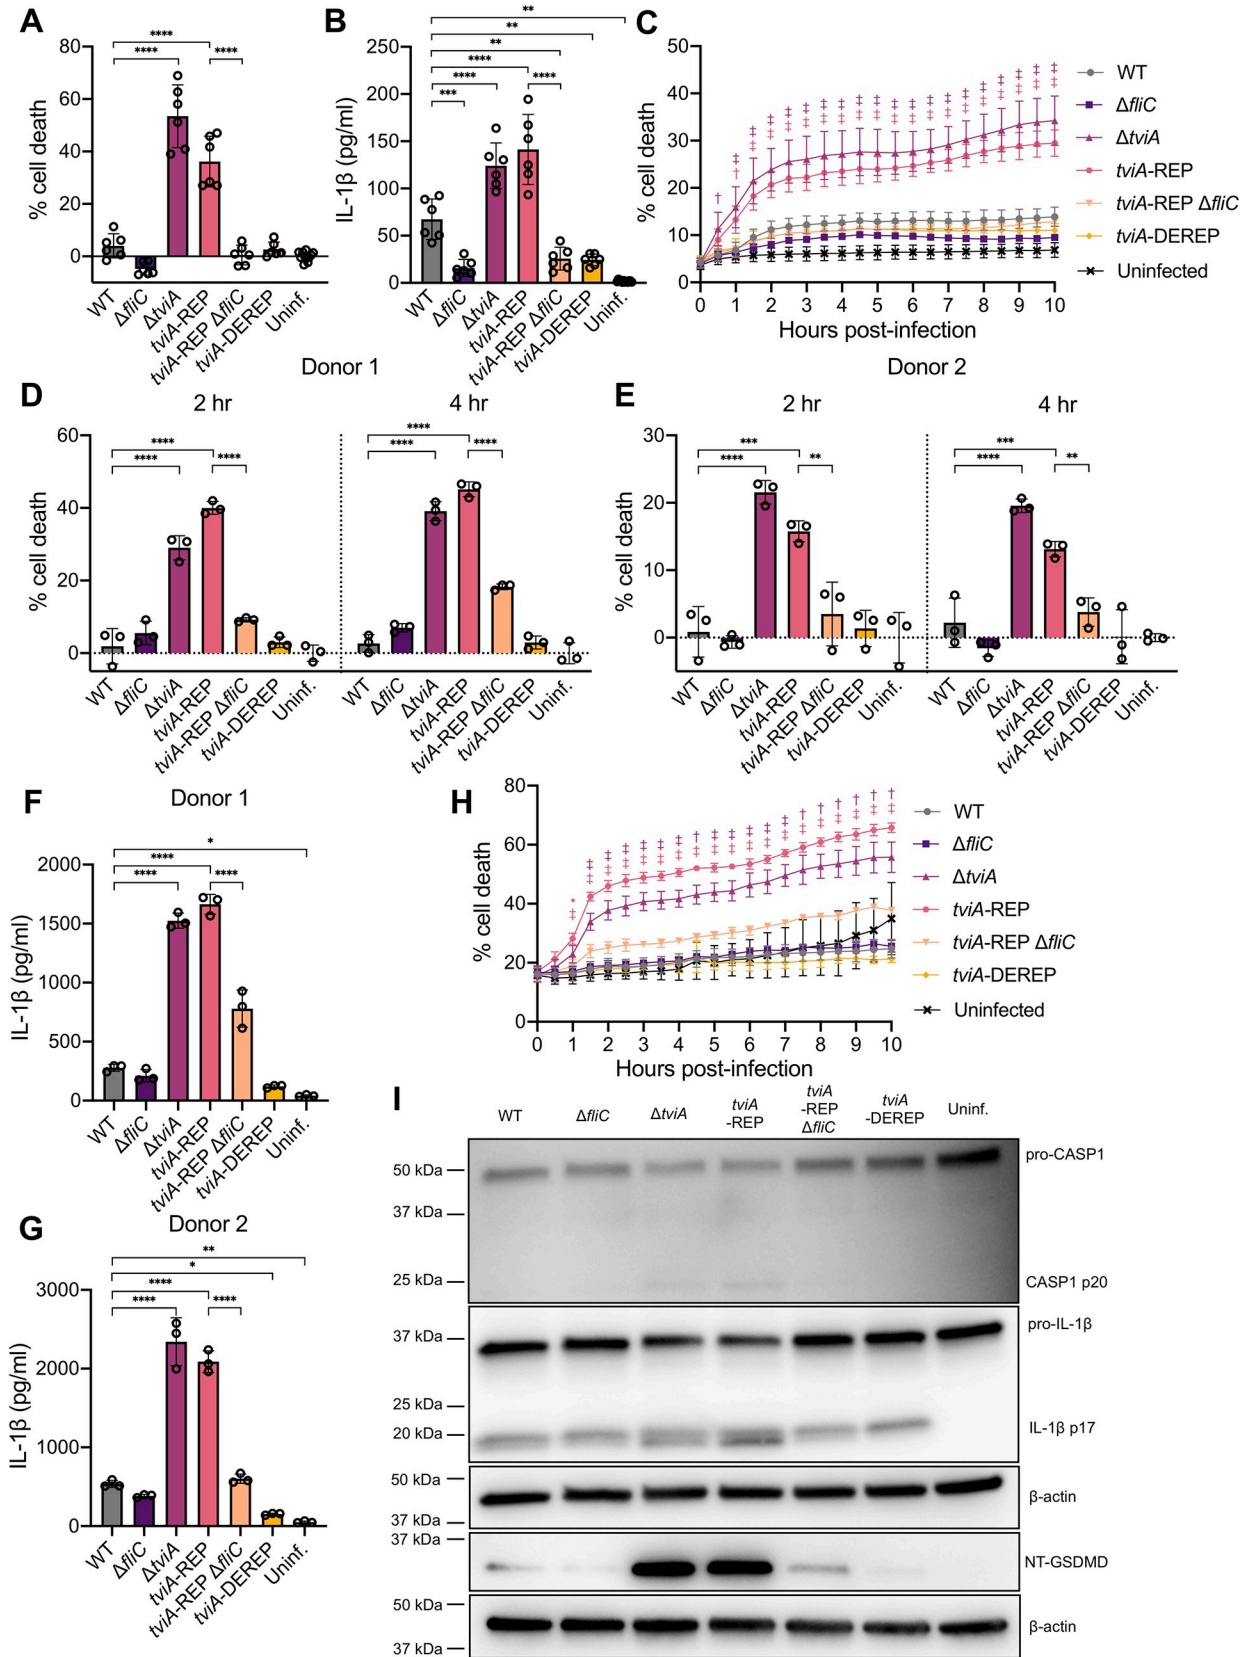 A
80
60
40
20
0
% cell death
****
****
****
WT
ΔfliC
ΔtviA
tviA-REP
tviA-REP ΔfliC
tviA-DEREP
Uninf.
B
250
200
150
100
50
0
IL-1β (pg/ml)
**
**
**
****
****
***
****
WT
ΔfliC
ΔtviA
tviA-REP
tviA-REP ΔfliC
tviA-DEREP
Uninf.
C
50
40
30
20
10
0
% cell death
0 1 2 3 4 5 6 7 8 9 10
Hours post-infection
WT
ΔfliC
ΔtviA
tviA-REP
tviA-REP ΔfliC
tviA-DEREP
Uninfected
Donor 1
D
2 hr
4 hr
60
40
20
0
% cell death
****
****
****
****
****
****
WT
ΔfliC
ΔtviA
tviA-REP
tviA-REP ΔfliC
tviA-DEREP
Uninf.
WT
ΔfliC
ΔtviA
tviA-REP
tviA-REP ΔfliC
tviA-DEREP
Uninf.
Donor 2
E
2 hr
4 hr
30
20
10
0
% cell death
***
****
**
***
****
**
WT
ΔfliC
ΔtviA
tviA-REP
tviA-REP ΔfliC
tviA-DEREP
Uninf.
WT
ΔfliC
ΔtviA
tviA-REP
tviA-REP ΔfliC
tviA-DEREP
Uninf.
F
Donor 1
2000
1500
1000
500
0
IL-1β (pg/ml)
*
****
****
****
WT
ΔfliC
ΔtviA
tviA-REP
tviA-REP ΔfliC
tviA-DEREP
Uninf.
G
Donor 2
3000
2000
1000
0
IL-1β (pg/ml)
**
*
****
****
****
WT
ΔfliC
ΔtviA
tviA-REP
tviA-REP ΔfliC
tviA-DEREP
Uninf.
H
80
60
40
20
0
% cell death
0 1 2 3 4 5 6 7 8 9 10
Hours post-infection
WT
ΔfliC
ΔtviA
tviA-REP
tviA-REP ΔfliC
tviA-DEREP
Uninfected
I
WT
ΔfliC
ΔtviA
tviA
-REP
tviA
-REP
ΔfliC
tviA
-DEREP
Uninf.
50 kDa
37 kDa
25 kDa
pro-CASP1
CASP1 p20
37 kDa
25 kDa
20 kDa
pro-IL-1β
IL-1β p17
50 kDa
37 kDa
β-actin
37 kDa
NT-GSDMD
50 kDa
37 kDa
β-actin